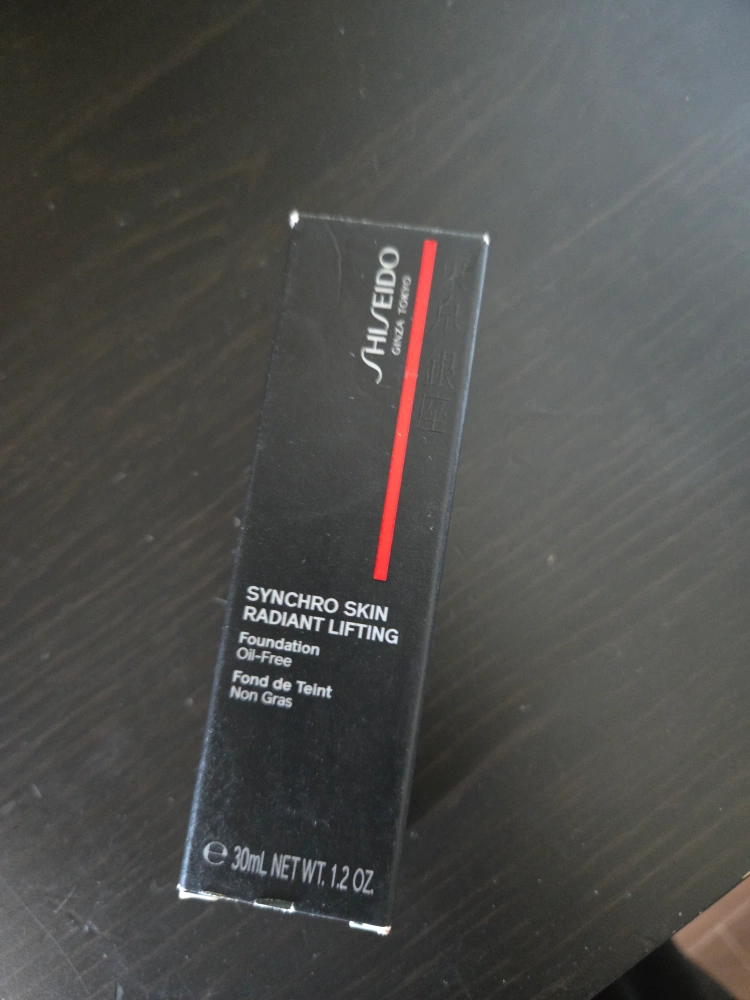 SHISEIDO
GINZA TOKYO
東京銀座
SYNCHRO SKIN
RADIANT LIFTING
Foundation
Oil-Free
Fond de Teint
Non Gras
℮ 30mL NET WT. 1.2 OZ.